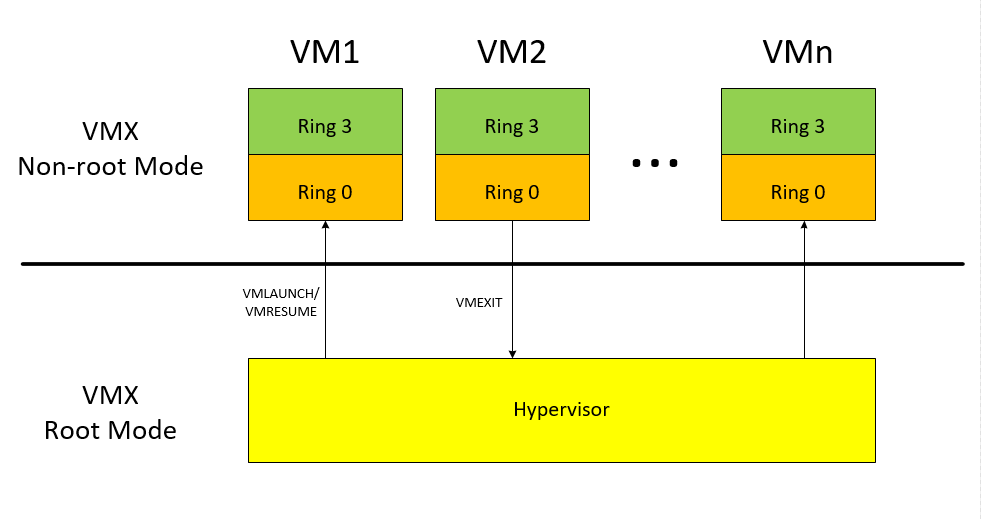 VM1
VM2
VMn
VMX
Non-root Mode
Ring 3
Ring 3
Ring 3
Ring 0
Ring 0
Ring 0
VMLAUNCH/
VMRESUME
VMEXIT
VMX
Root Mode
Hypervisor